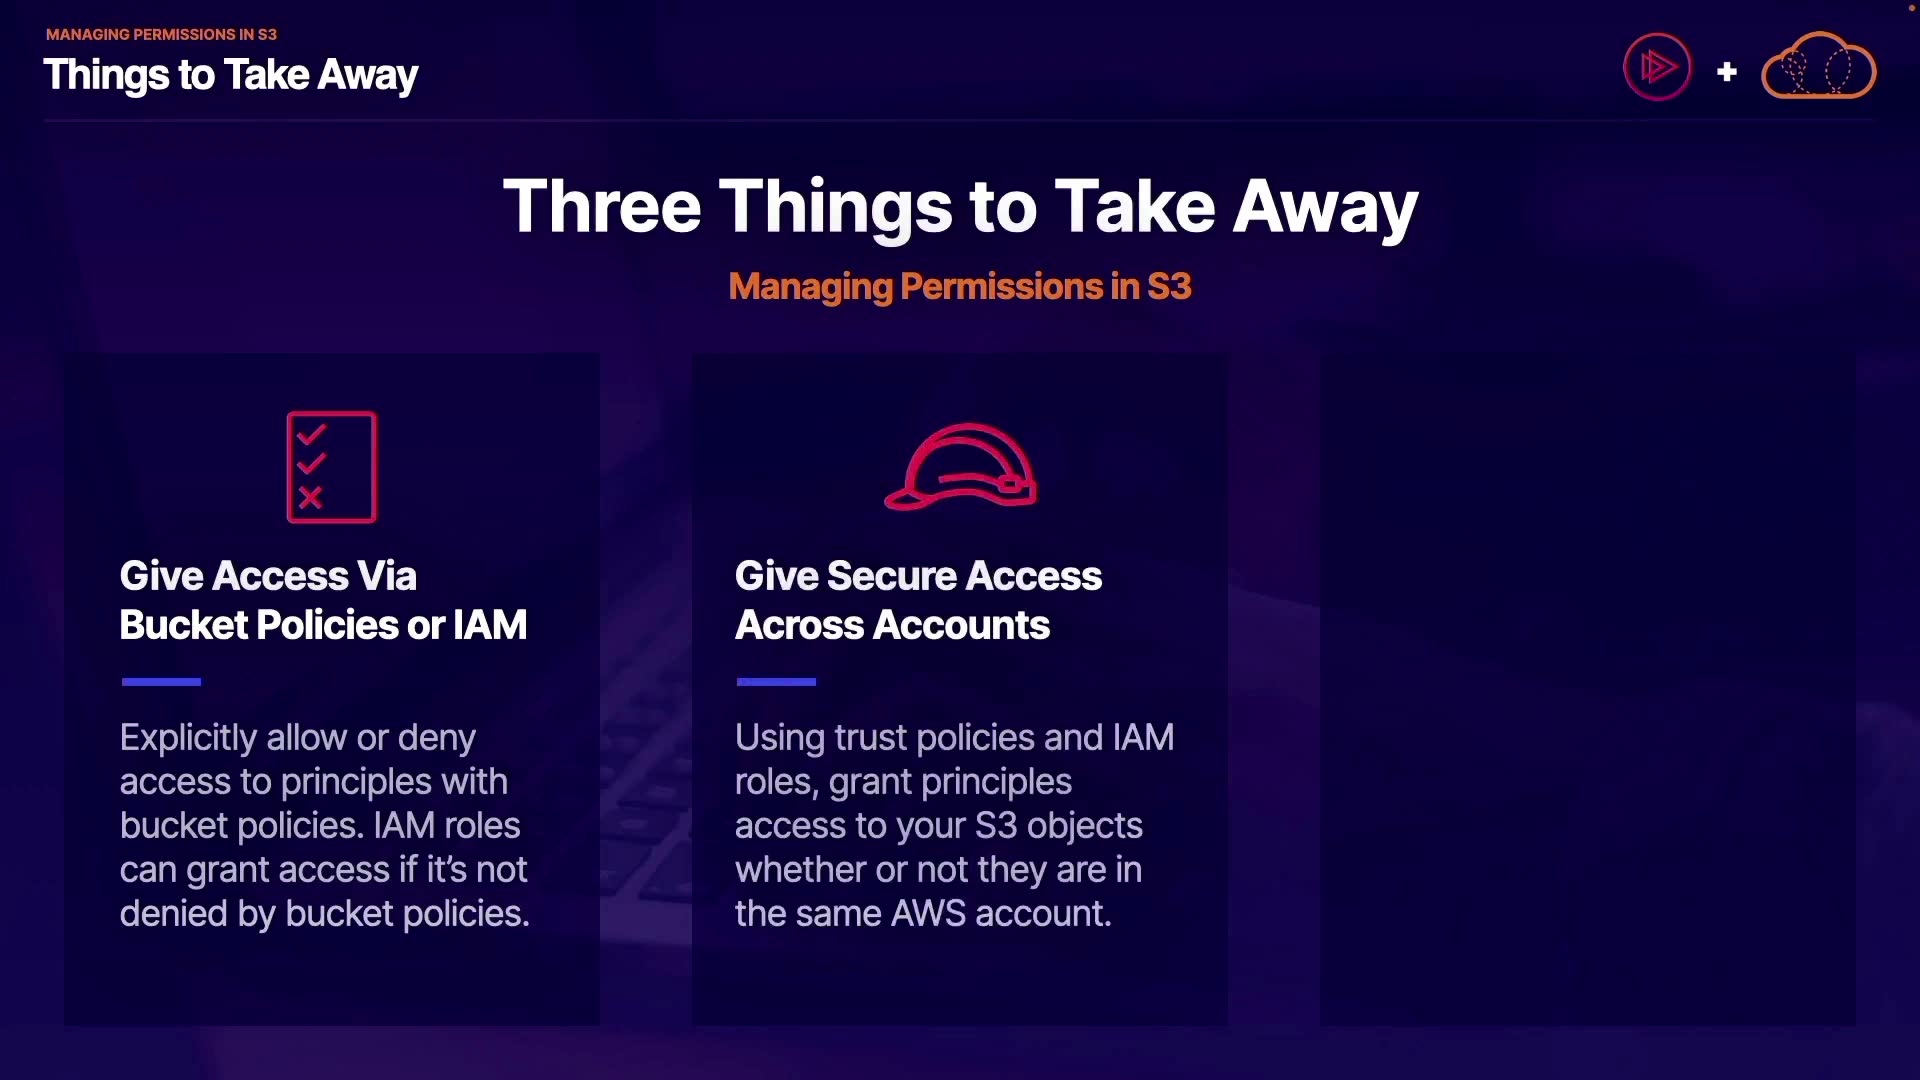 MANAGING PERMISSIONS IN S3
Things to Take Away
+
Three Things to Take Away
Managing Permissions in S3
Give Access Via
Bucket Policies or IAM
Explicitly allow or deny
access to principles with
bucket policies. IAM roles
can grant access if it’s not
denied by bucket policies.
Give Secure Access
Across Accounts
Using trust policies and IAM
roles, grant principles
access to your S3 objects
whether or not they are in
the same AWS account.